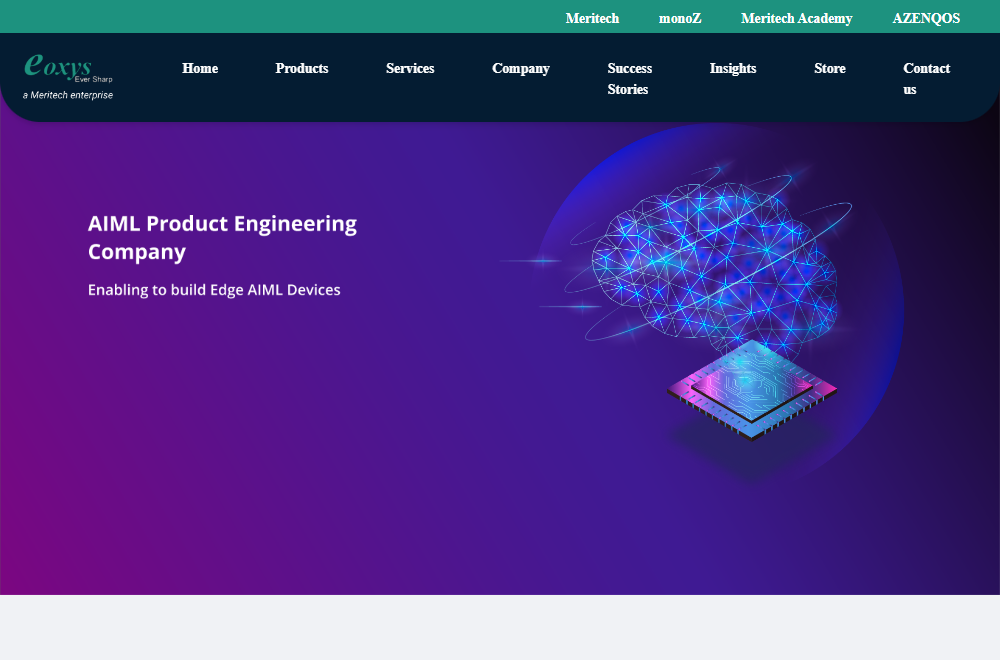 Meritech monoZ Meritech Academy AZENQOS
eoxys
Ever Sharp
a Meritech enterprise
Home Products Services Company Success Stories Insights Store Contact us
AIML Product Engineering
Company
Enabling to build Edge AIML Devices